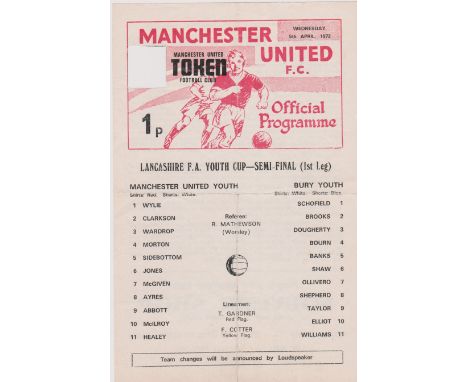 MANCHESTER UNITED F.C.
WEDNESDAY
5th APRIL, 1972
MANCHESTER UNITED
TOKEN
FOOTBALL CLUB
Official
Programme
1p
LANCASHIRE F.A. YOUTH CUP—SEMI-FINAL (1st Leg)
MANCHESTER UNITED YOUTH
Shirts: Red. Shorts: White.
BURY YOUTH
Shirts: White. Shorts: Blue.
1 WYLIE
SCHOFIELD 1
2 CLARKSON
Referee:
BROOKS 2
3 WARDROP
R. MATHEWSON
(Worsley)
DOUGHERTY 3
4 MORTON
BOURN 4
5 SIDEBOTTOM
BANKS 5
6 JONES
SHAW 6
7 McGIVEN
OLLIVERO 7
8 AYRES
Linesmen:
SHEPHERD 8
9 ABBOTT
T. GARDNER
Red Flag.
TAYLOR 9
10 McILROY
F. COTTER
Yellow Flag.
ELLIOT 10
11 HEALEY
WILLIAMS 11
Team changes will be announced by Loudspeaker